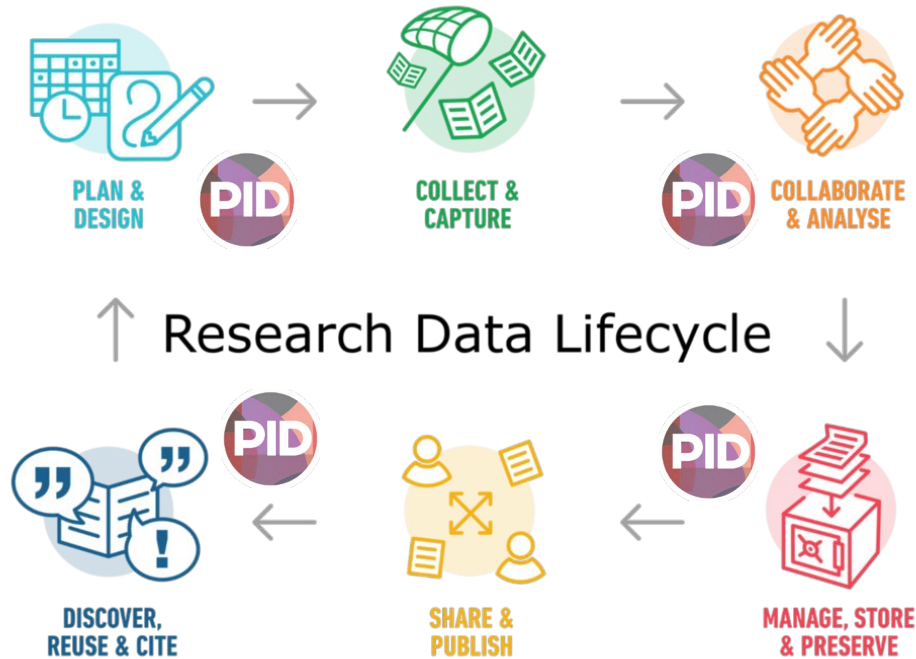 PLAN &
DESIGN
PID
COLLECT &
CAPTURE
PID
COLLABORATE
& ANALYSE
Research Data Lifecycle
PID
PID
DISCOVER,
REUSE & CITE
SHARE &
PUBLISH
MANAGE, STORE
& PRESERVE